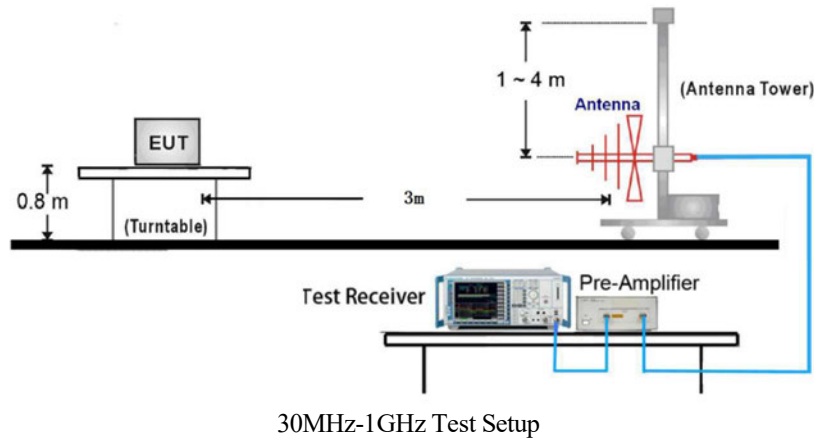 1 ~ 4 m
(Antenna Tower)
Antenna
EUT
0.8 m
3m
(Turntable)
Test Receiver
Pre-Amplifier
30MHz-1GHz Test Setup